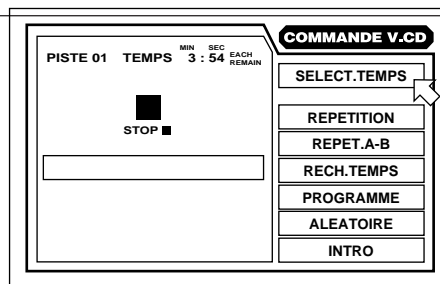 COMMANDE V.CD
MIN SEC
PISTE 01 TEMPS 3 : 54 EACH REMAIN
SELECT.TEMPS
STOP
REPETITION
REPET.A-B
RECH.TEMPS
PROGRAMME
ALEATOIRE
INTRO